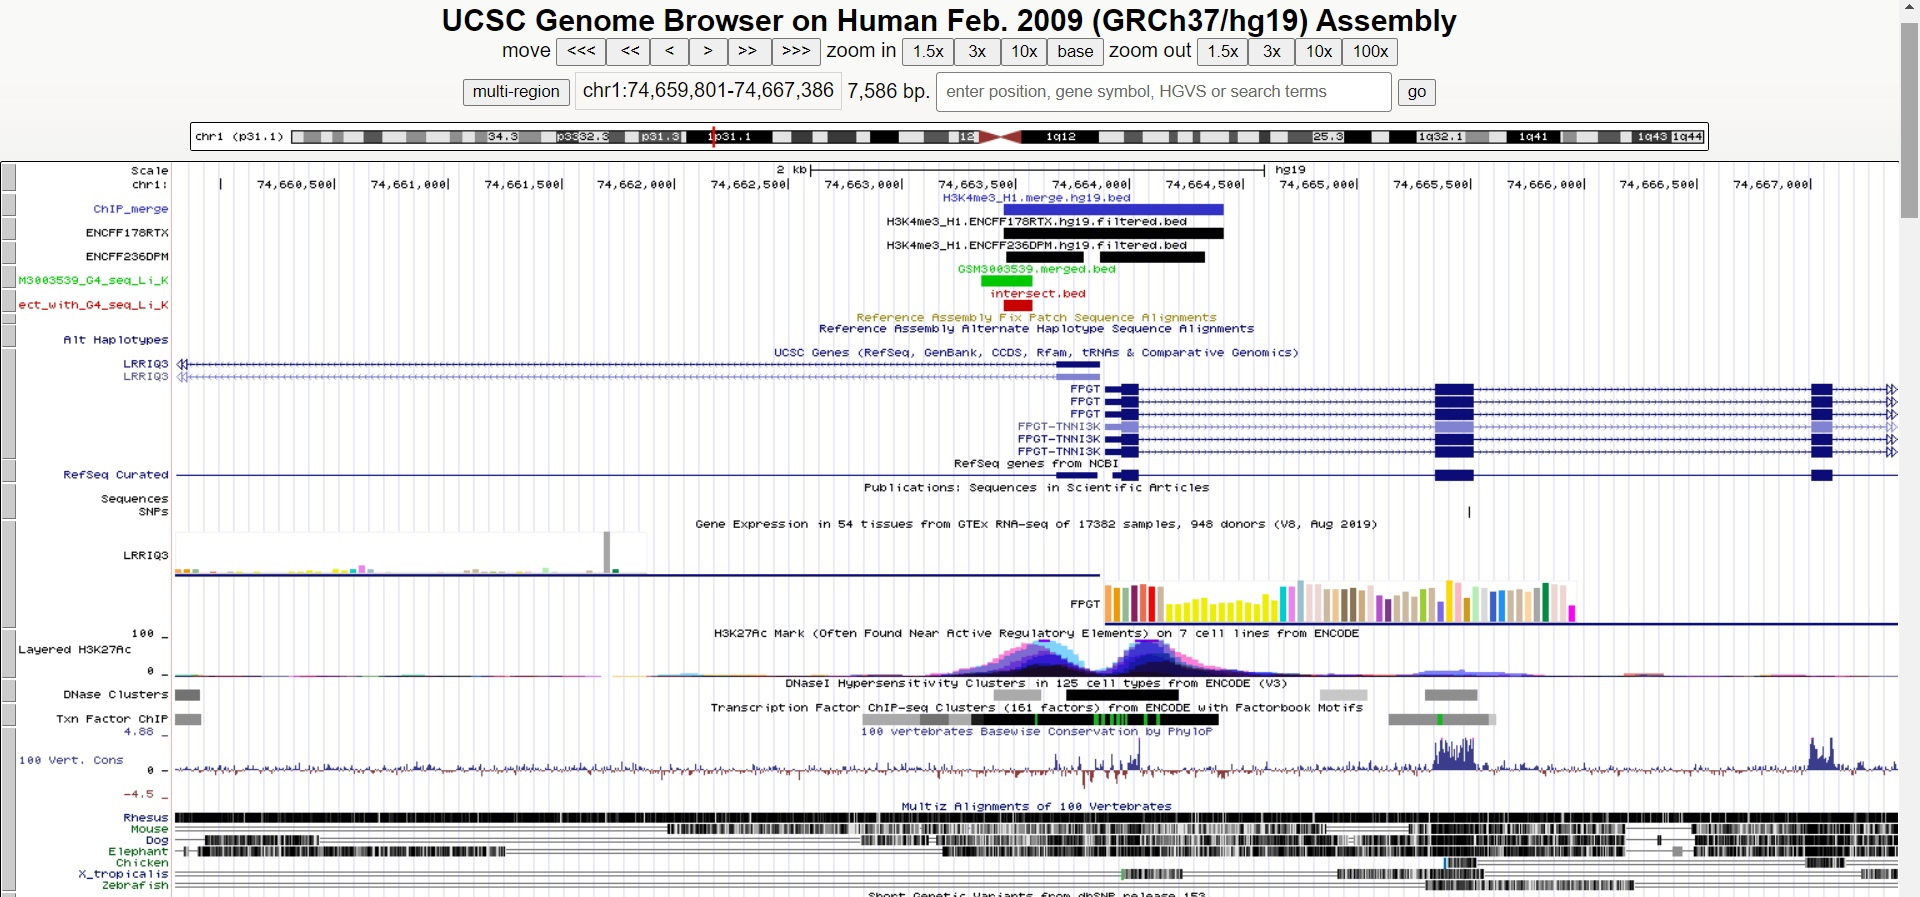 UCSC Genome Browser on Human Feb. 2009 (GRCh37/hg19) Assembly
move <<< << < > >> >>> zoom in 1.5x 3x 10x base zoom out 1.5x 3x 10x 100x
multi-region chr1:74,659,801-74,667,386 7,586 bp. enter position, gene symbol, HGVS or search terms go
chr1 (p31.1) 34.3 p3332.3 p31.3 1p31.1 12 1q12 25.3 1q32.1 1q41 1q43 1q44
Scale 2 kb hg19
chr1: 74,660,500 74,661,000 74,661,500 74,662,000 74,662,500 74,663,000 74,663,500 74,664,000 74,664,500 74,665,000 74,665,500 74,666,000 74,666,500 74,667,000
H3K4me3_H1.merge.hg19.bed
ChIP_merge
H3K4me3_H1.ENCFF178RTX.hg19.filtered.bed
ENCFF178RTX
H3K4me3_H1.ENCFF236DPM.hg19.filtered.bed
ENCFF236DPM
GSM3003539.merged.bed
M3003539_G4_seq_Li_K
intersect.bed
ect_with_G4_seq_Li_K
Reference Assembly Fix Patch Sequence Alignments
Reference Assembly Alternate Haplotype Sequence Alignments
Alt Haplotypes
UCSC Genes (RefSeq, GenBank, CCDS, Rfam, tRNAs & Comparative Genomics)
LRRIQ3
LRRIQ3
FPGT
FPGT
FPGT
FPGT-TNNI3K
FPGT-TNNI3K
FPGT-TNNI3K
RefSeq genes from NCBI
RefSeq Curated
Publications: Sequences in Scientific Articles
Sequences
SNPs
Gene Expression in 54 tissues from GTEx RNA-seq of 17382 samples, 948 donors (V8, Aug 2019)
LRRIQ3
FPGT
H3K27Ac Mark (Often Found Near Active Regulatory Elements) on 7 cell lines from ENCODE
100 _
Layered H3K27Ac
0 _
DNaseI Hypersensitivity Clusters in 125 cell types from ENCODE (V3)
DNase Clusters
Transcription Factor ChIP-seq Clusters (161 factors) from ENCODE with Factorbook Motifs
Txn Factor ChIP
100 vertebrates Basewise Conservation by PhyloP
4.88 _
100 Vert. Cons
0 -
-4.5 _
Multiz Alignments of 100 Vertebrates
Rhesus
Mouse
Dog
Elephant
Chicken
X_tropicalis
Zebrafish
Short Genetic Variants from dbSNP release 153